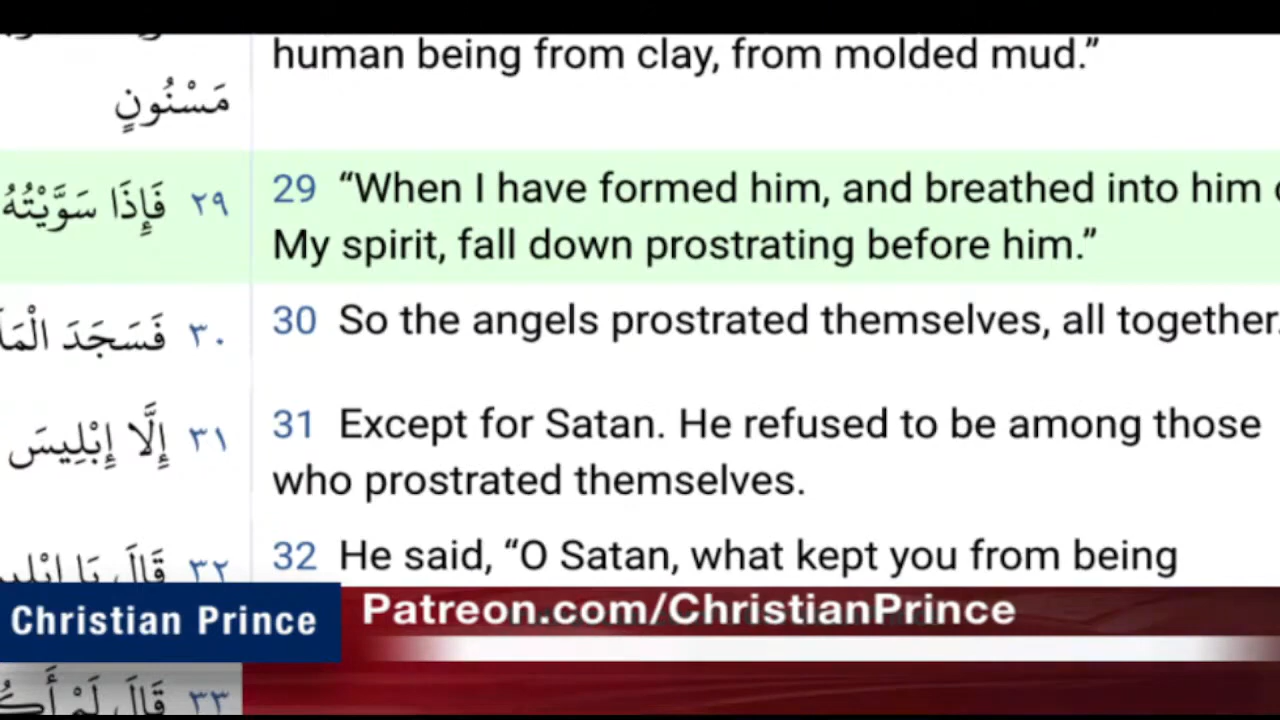 human being from clay, from molded mud.”
مَسْنُونٍ
29 “When I have formed him, and breathed into him
فَإِذَا سَوَّيْتُهُ ٢٩
My spirit, fall down prostrating before him.”
30 So the angels prostrated themselves, all together.
فَسَجَدَ ٣٠
31 Except for Satan. He refused to be among those
إِلَّا إِبْلِيسَ ٣١
who prostrated themselves.
32 He said, “O Satan, what kept you from being
قَالَ يَا ٣٢
Christian Prince
Patreon.com/ChristianPrince
قَالَ لَمْ ٣٣